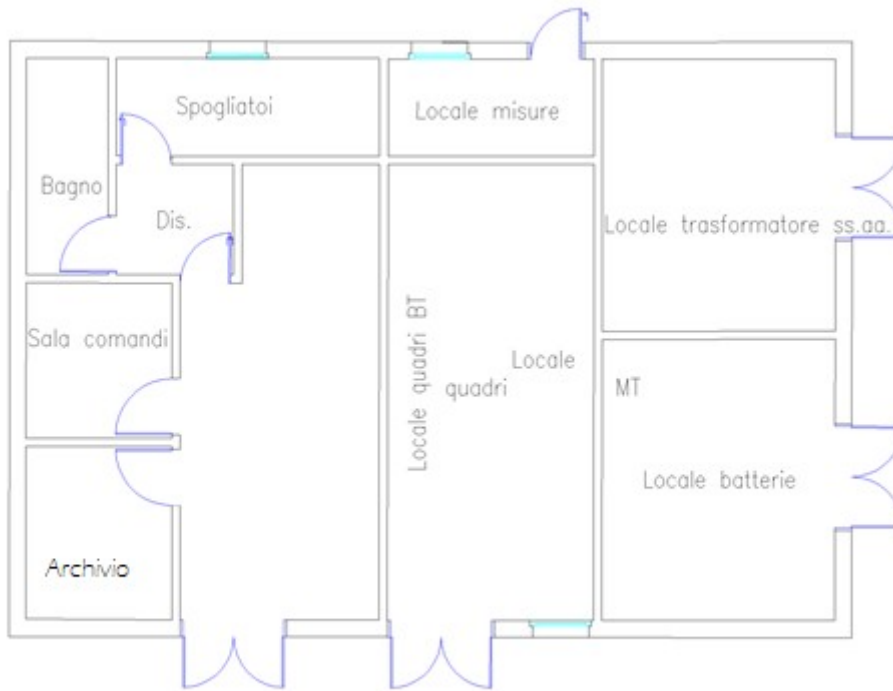 Spogliatoi
Locale misure
Bagno
Dis.
Locale trasformatore ss.aa.
Sala comandi
Locale quadri BT
Locale
quadri
MT
Locale batterie
Archivio